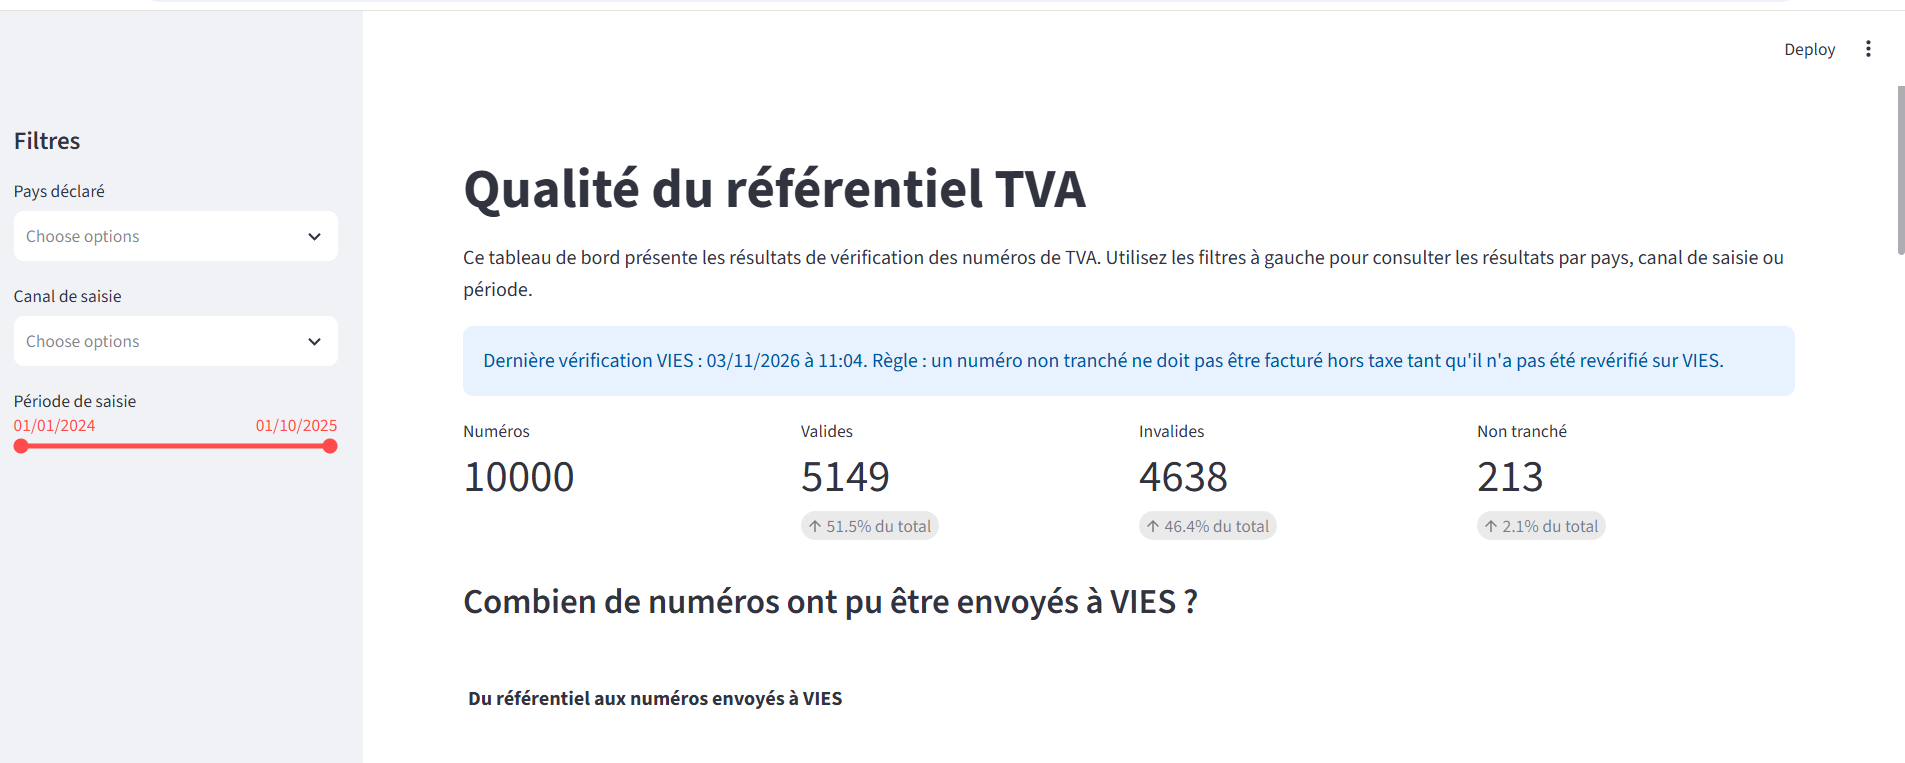 Deploy
Filtres
Pays déclaré
Choose options
Canal de saisie
Choose options
Période de saisie
01/01/2024 01/10/2025
Qualité du référentiel TVA
Ce tableau de bord présente les résultats de vérification des numéros de TVA. Utilisez les filtres à gauche pour consulter les résultats par pays, canal de saisie ou
période.
Dernière vérification VIES : 03/11/2026 à 11:04. Règle : un numéro non tranché ne doit pas être facturé hors taxe tant qu'il n'a pas été revérifié sur VIES.
Numéros
10000
Valides
5149
↑ 51.5% du total
Invalides
4638
↑ 46.4% du total
Non tranché
213
↑ 2.1% du total
Combien de numéros ont pu être envoyés à VIES ?
Du référentiel aux numéros envoyés à VIES